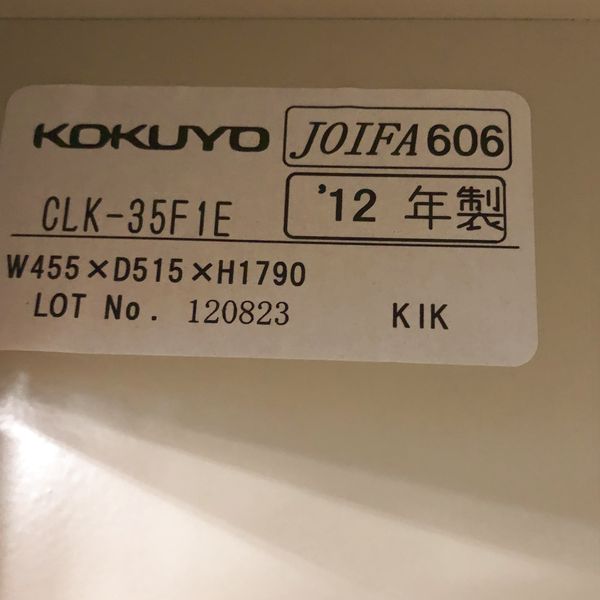 KOKUYO JOIFA606
CLK-35F1E '12 年製
W455×D515×H1790
LOT No. 120823 KIK